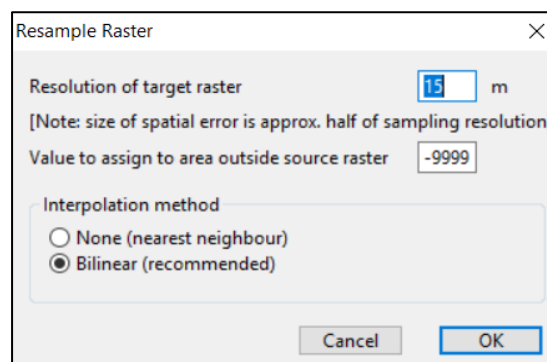 Resample Raster
Resolution of target raster 15 m
[Note: size of spatial error is approx. half of sampling resolution
Value to assign to area outside source raster -9999
Interpolation method
None (nearest neighbour)
Bilinear (recommended)
Cancel OK